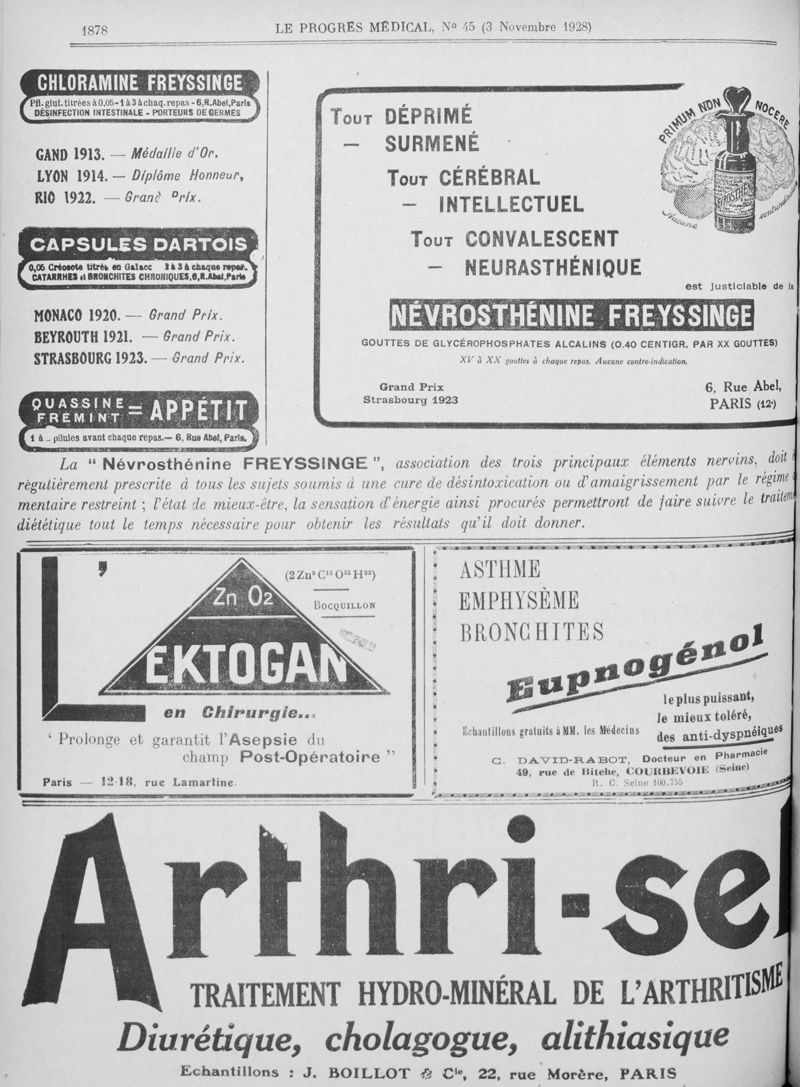 1878
LE PROGRÈS MÉDICAL, No 45 (3 Novembre 1928)
CHLORAMINE FREYSSINGE
Pil. glut. titrées à 0.05 - 1 à 3 à chaq. repas - 6, R. Abel, Paris
DÉSINFECTION INTESTINALE - PORTEURS DE GERMES
GAND 1913. — Médaille d'Or.
LYON 1914. — Diplôme Honneur,
RIO 1922. — Grand Prix.
CAPSULES DARTOIS
0,05 Créosote titrée en Gaïacc 2 à 3 à chaque repas.
CATARRHES et BRONCHITES CHRONIQUES, 6, R. Abel, Paris
MONACO 1920. — Grand Prix.
BEYROUTH 1921. — Grand Prix.
STRASBOURG 1923. — Grand Prix.
QUASSINE
FRÉMINT = APPÉTIT
1 à .. pilules avant chaque repas. — 6, Rue Abel, Paris.
TOUT DÉPRIMÉ
— SURMENÉ
TOUT CÉRÉBRAL
— INTELLECTUEL
TOUT CONVALESCENT
— NEURASTHÉNIQUE
PRIMUM NON NOCERE
NEVROSTHÉNINE
Aucune contreindication
est justiciable de la
NÉVROSTHÉNINE FREYSSINGE
GOUTTES DE GLYCÉROPHOSPHATES ALCALINS (0.40 CENTIGR. PAR XX GOUTTES)
XV à XX gouttes à chaque repas. Aucune contre-indication.
Grand Prix
Strasbourg 1923
6, Rue Abel,
PARIS (12e)
La “ Névrosthénine FREYSSINGE ”, association des trois principaux éléments nervins, doit
règulièrement prescrite à tous les sujets soumis à une cure de désintoxication ou d'amaigrissement par le régime
mentaire restreint ; l'état de mieux-être, la sensation d'énergie ainsi procurés permettront de faire suivre le traitem
diététique tout le temps nécessaire pour obtenir les résultats qu'il doit donner.
L'EKTOGAN
Zn O2
(2 Zn9 C12 O22 H22)
BOCQUILLON
en Chirurgie...
‘ Prolonge et garantit l'Asepsie du
champ Post-Opératoire ”
Paris — 12-18, rue Lamartine.
ASTHME
EMPHYSÈME
BRONCHITES
Eupnogénol
le plus puissant,
le mieux toléré,
des anti-dyspnéiques
Echantillons gratuits à MM. les Médecins
C. DAVID-RABOT, Docteur en Pharmacie
49, rue de Bitche, COURBEVOIE (Seine)
R. C. Seine 100.755
Arthri-sel
TRAITEMENT HYDRO-MINÉRAL DE L'ARTHRITISME
Diurétique, cholagogue, alithiasique
Echantillons : J. BOILLOT & Cie, 22, rue Morère, PARIS